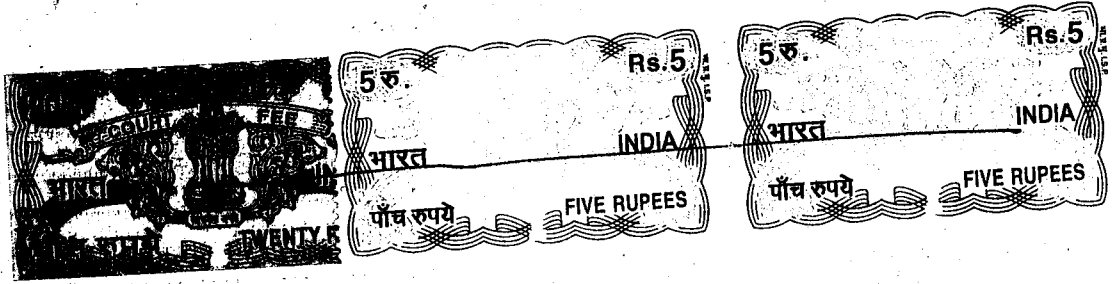 COURT FEE
भारत
TWENTY R
5 रु. Rs.5
भारत INDIA
पाँच रुपये FIVE RUPEES
5 रु. Rs.5
भारत INDIA
पाँच रुपये FIVE RUPEES